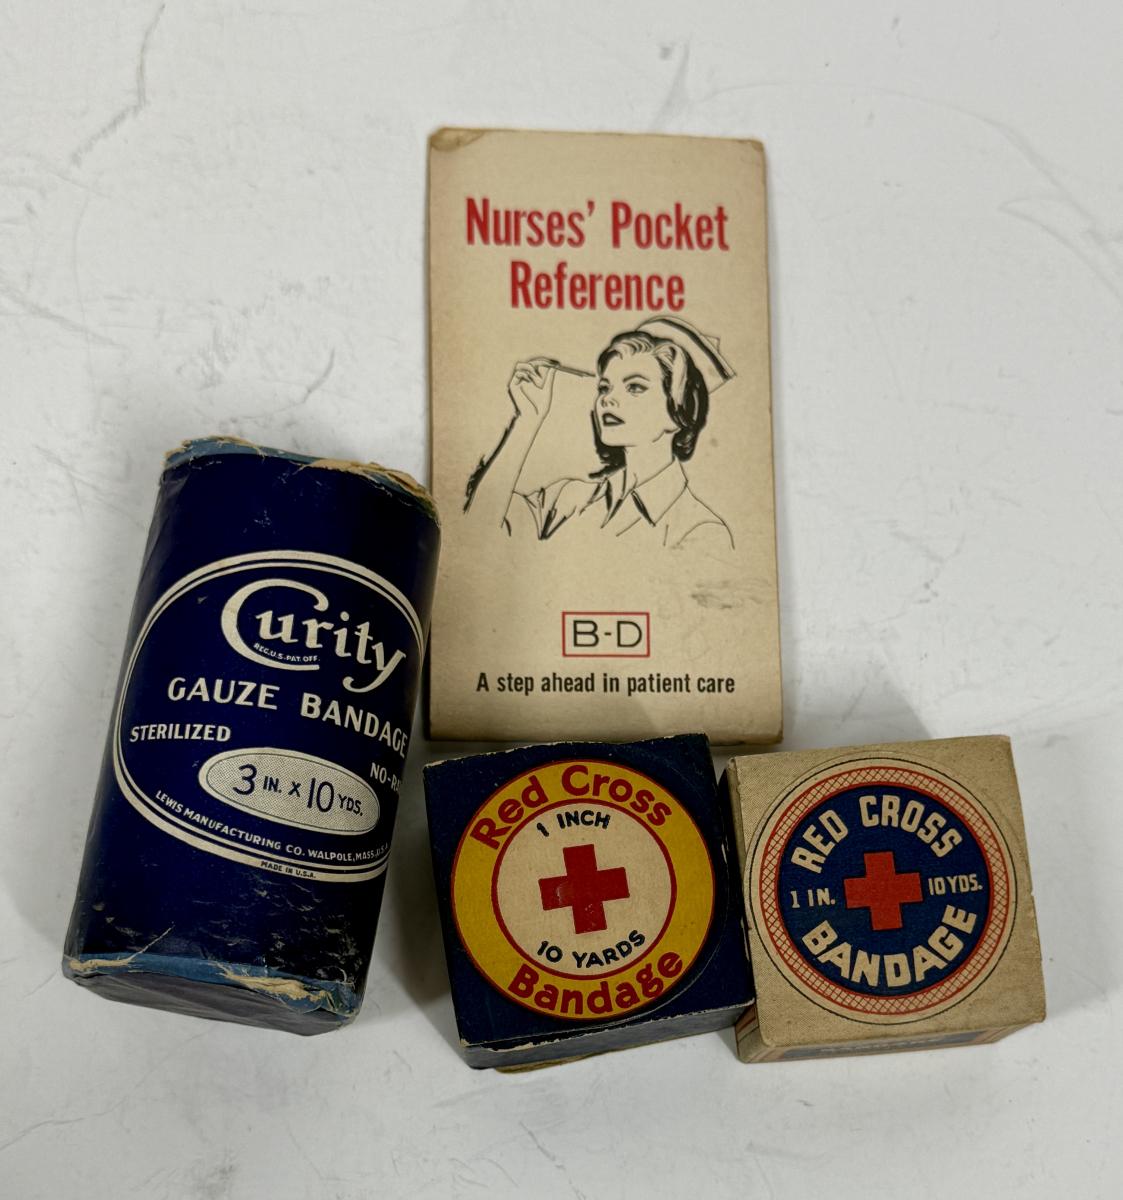 Nurses' Pocket
Reference
B-D
A step ahead in patient care
Curity
REG. U.S. PAT. OFF.
GAUZE BANDAGE
STERILIZED
3 IN. X 10 YDS.
LEWIS MANUFACTURING CO. WALPOLE, MASS., U.S.A.
MADE IN U.S.A.
Red Cross
1 INCH
10 YARDS
Bandage
RED CROSS
1 IN.
10 YDS.
BANDAGE